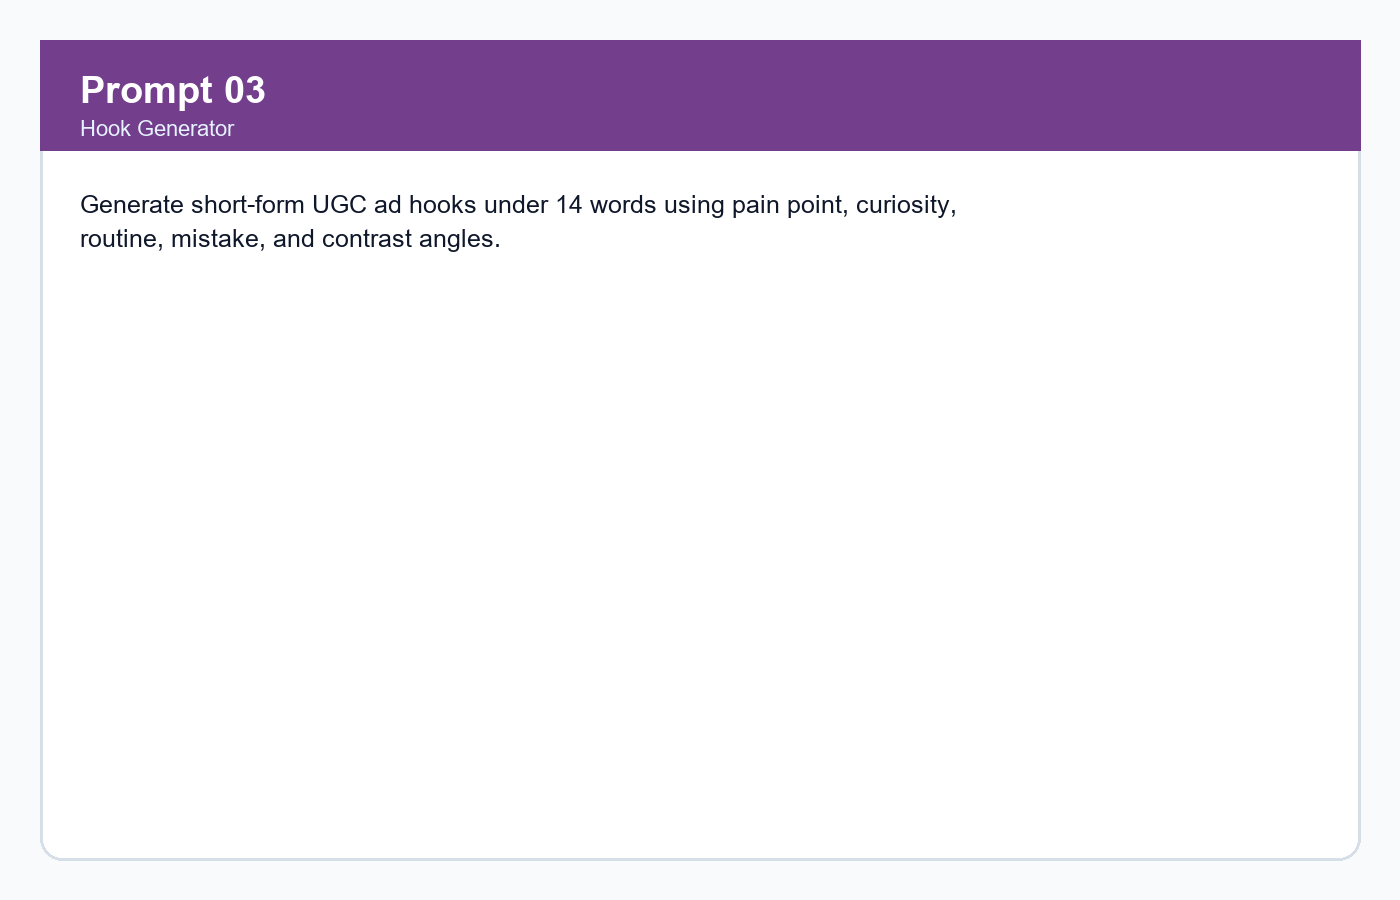 Prompt 03
Hook Generator
Generate short-form UGC ad hooks under 14 words using pain point, curiosity,
routine, mistake, and contrast angles.